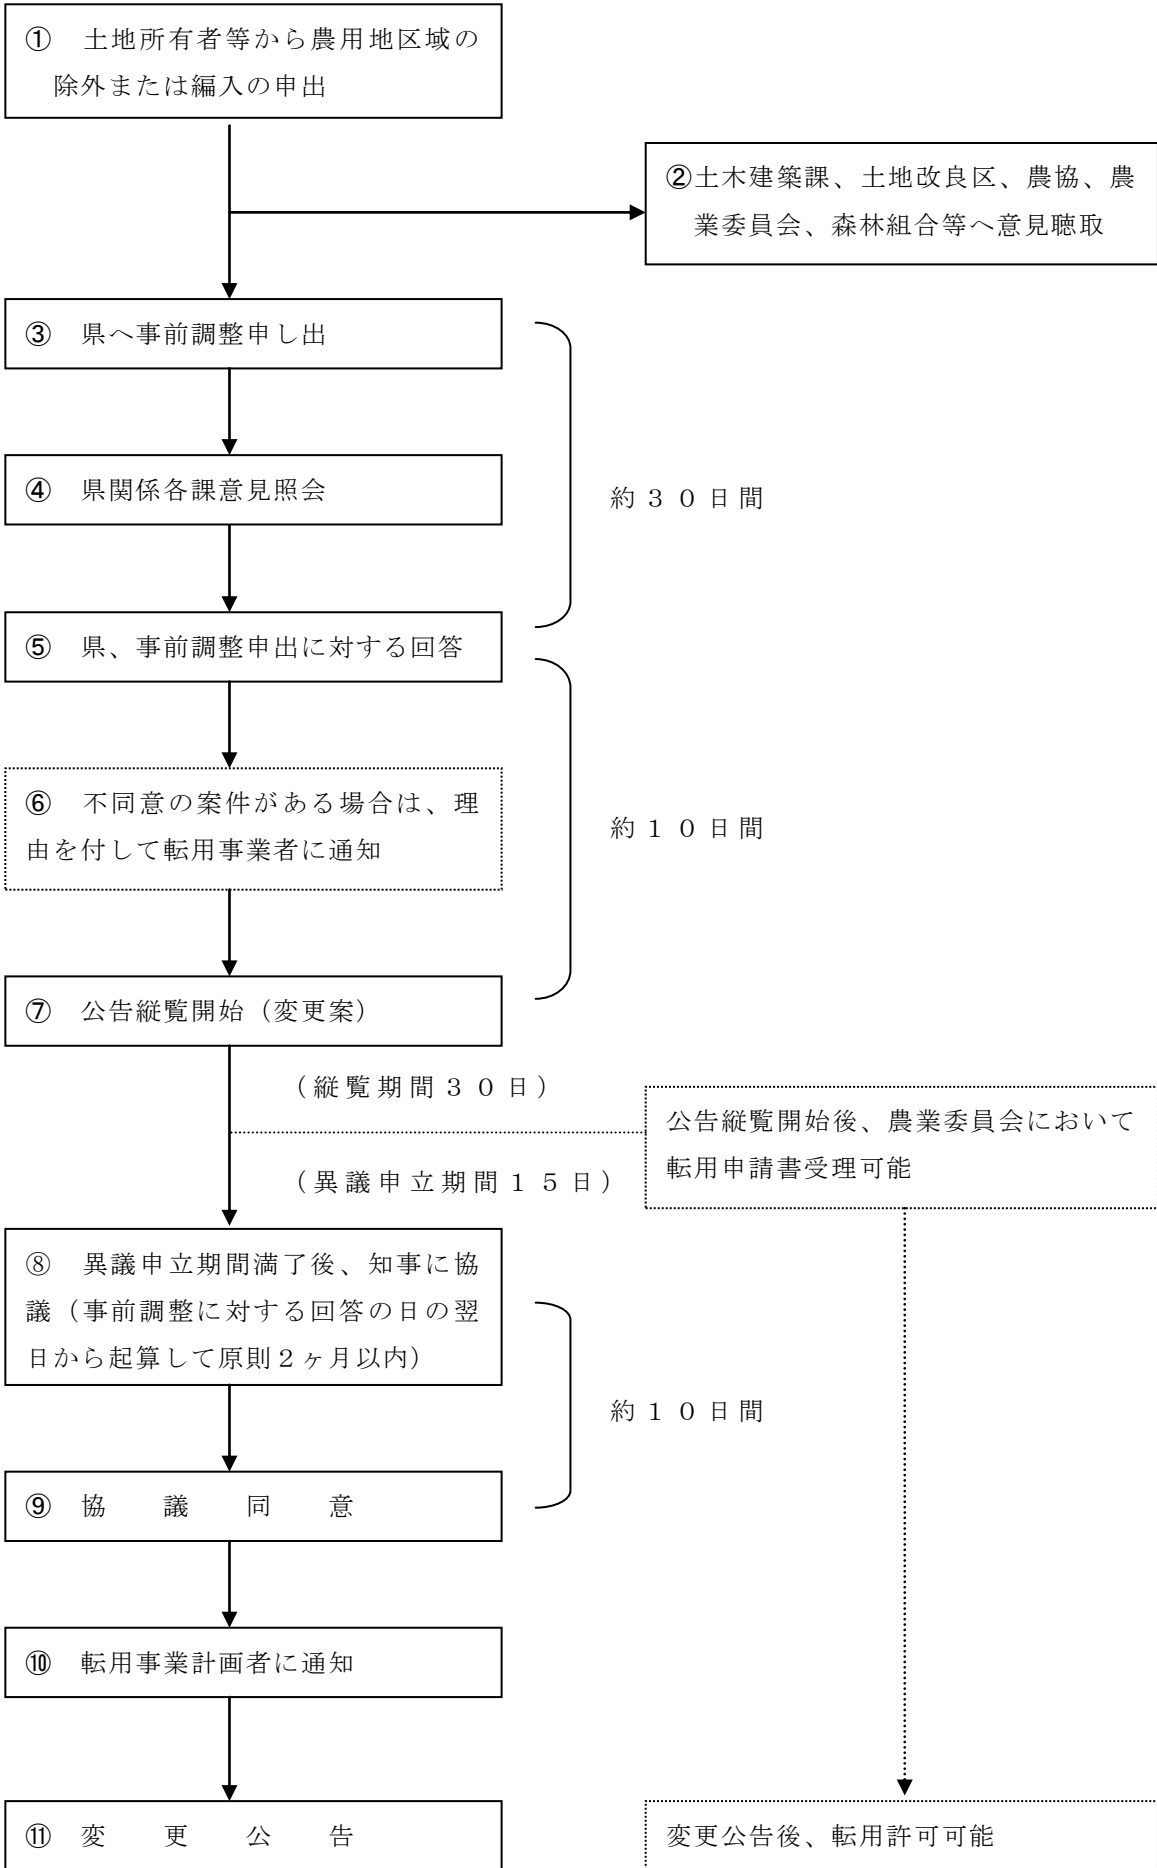 ① 土地所有者等から農用地区域の
除外または編入の申出
②土木建築課、土地改良区、農協、農
業委員会、森林組合等へ意見聴取
③ 県へ事前調整申し出
④ 県関係各課意見照会
約30日間
⑤ 県、事前調整申出に対する回答
⑥ 不同意の案件がある場合は、理
由を付して転用事業者に通知
約10日間
⑦ 公告縦覧開始（変更案）
（縦覧期間30日）
公告縦覧開始後、農業委員会において
転用申請書受理可能
（異議申立期間15日）
⑧ 異議申立期間満了後、知事に協
議（事前調整に対する回答の日の翌
日から起算して原則2ヶ月以内）
約10日間
⑨ 協 議 同 意
⑩ 転用事業計画者に通知
⑪ 変 更 公 告
変更公告後、転用許可可能